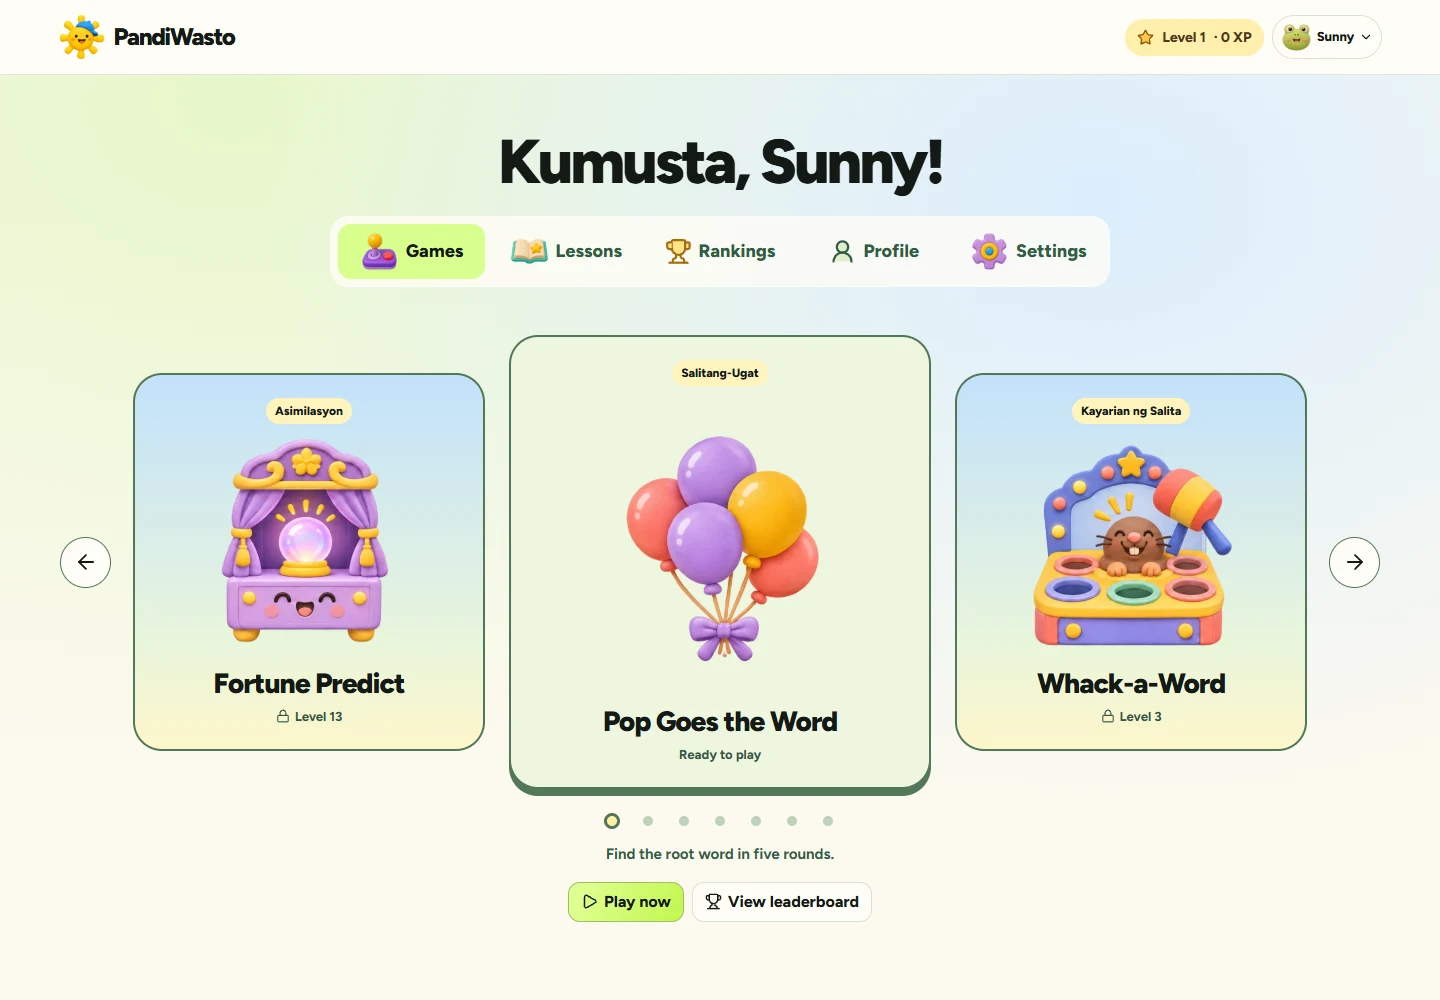 PandiWasto
Level 1 · 0 XP
Sunny
Kumusta, Sunny!
Games
Lessons
Rankings
Profile
Settings
Asimilasyon
Fortune Predict
Level 13
Salitang-Ugat
Pop Goes the Word
Ready to play
Kayarian ng Salita
Whack-a-Word
Level 3
Find the root word in five rounds.
Play now
View leaderboard